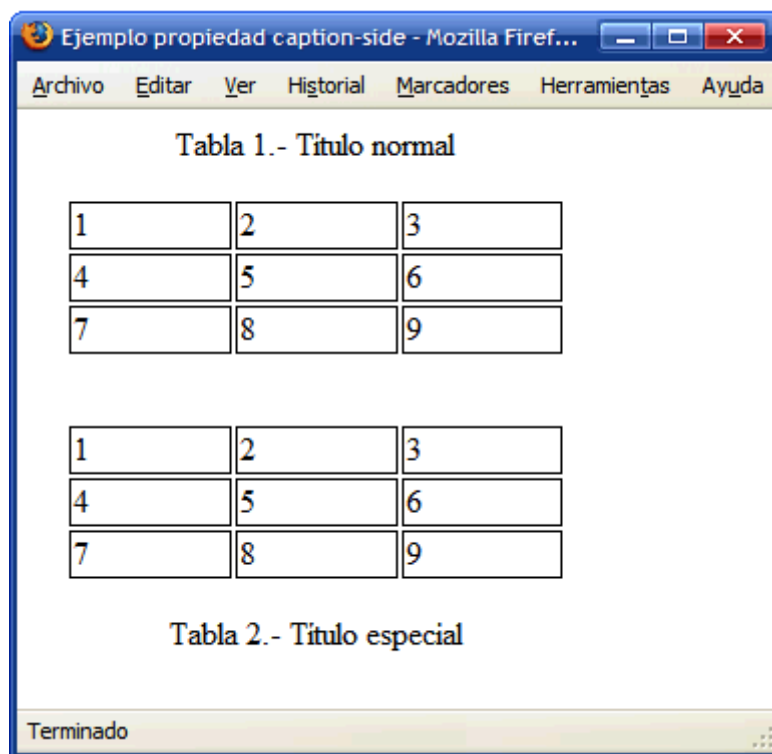 Ejemplo propiedad caption-side - Mozilla Firef...
Archivo Editar Ver Historial Marcadores Herramientas Ayuda
Tabla 1.- Título normal
1 2 3
4 5 6
7 8 9
1 2 3
4 5 6
7 8 9
Tabla 2.- Título especial
Terminado